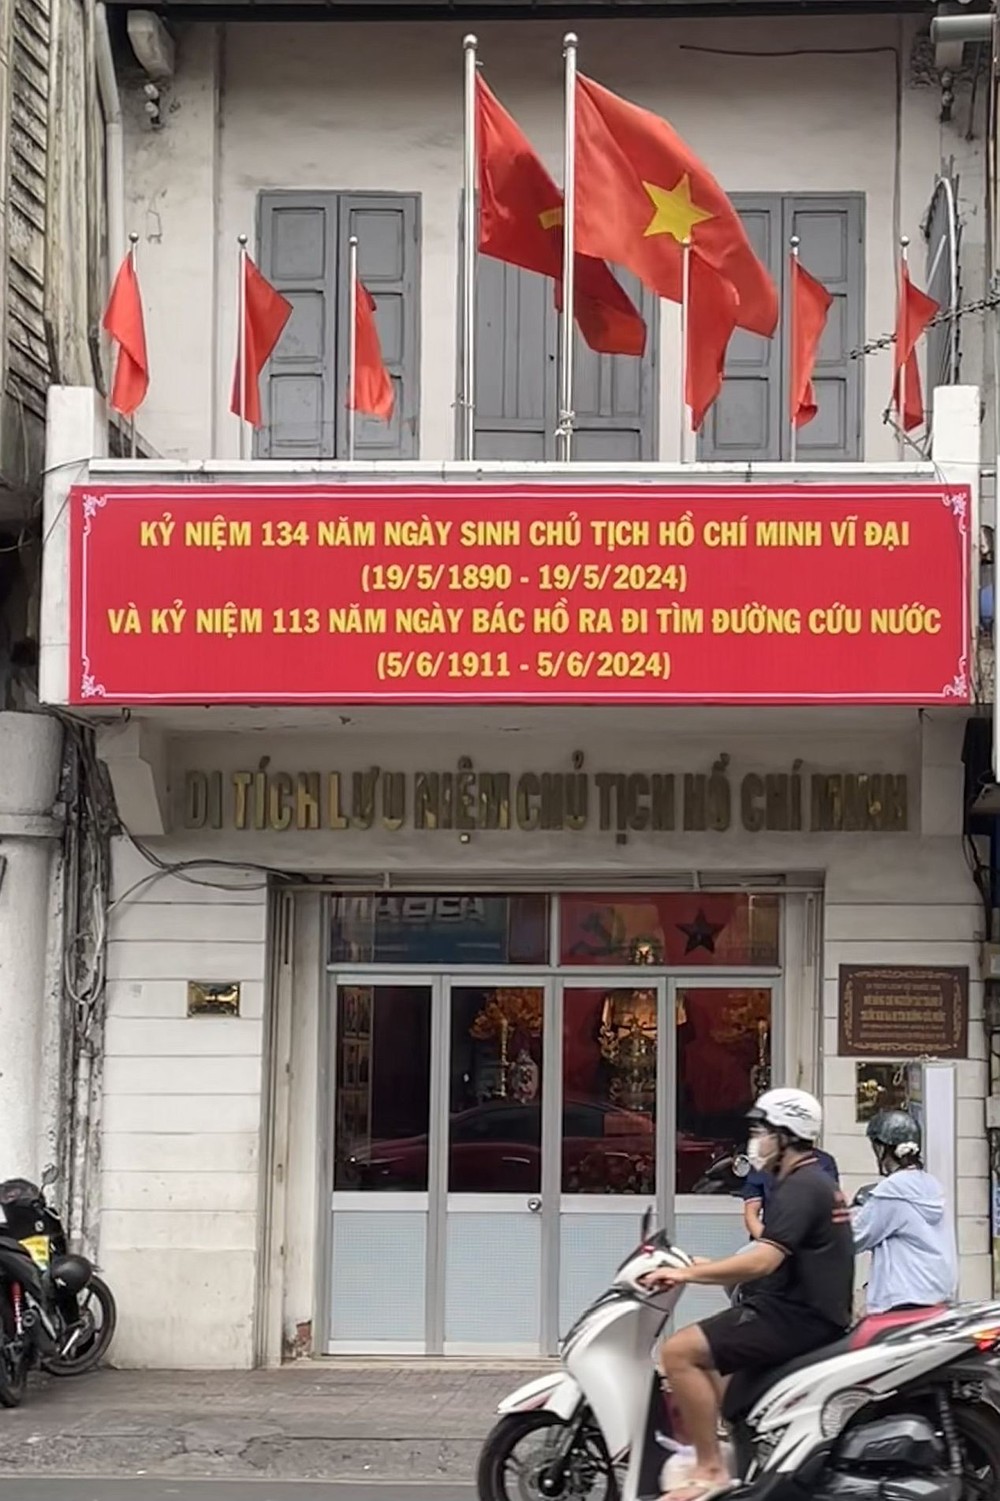 KỶ NIỆM 134 NĂM NGÀY SINH CHỦ TỊCH HỒ CHÍ MINH VĨ ĐẠI
(19/5/1890 - 19/5/2024)
VÀ KỶ NIỆM 113 NĂM NGÀY BÁC HỒ RA ĐI TÌM ĐƯỜNG CỨU NƯỚC
(5/6/1911 - 5/6/2024)
DI TÍCH LƯU NIỆM CHỦ TỊCH HỒ CHÍ MINH